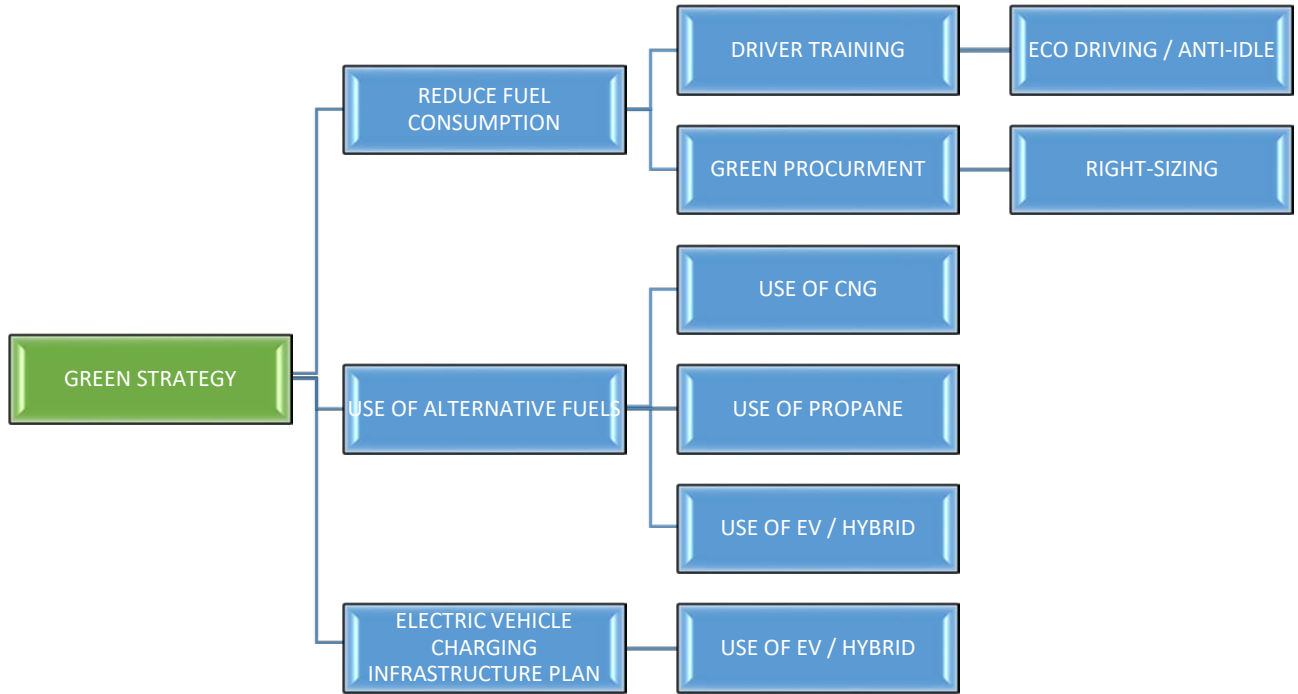 GREEN STRATEGY
REDUCE FUEL
CONSUMPTION
DRIVER TRAINING
ECO DRIVING / ANTI-IDLE
GREEN PROCURMENT
RIGHT-SIZING
USE OF ALTERNATIVE FUELS
USE OF CNG
USE OF PROPANE
USE OF EV / HYBRID
ELECTRIC VEHICLE
CHARGING
INFRASTRUCTURE PLAN
USE OF EV / HYBRID